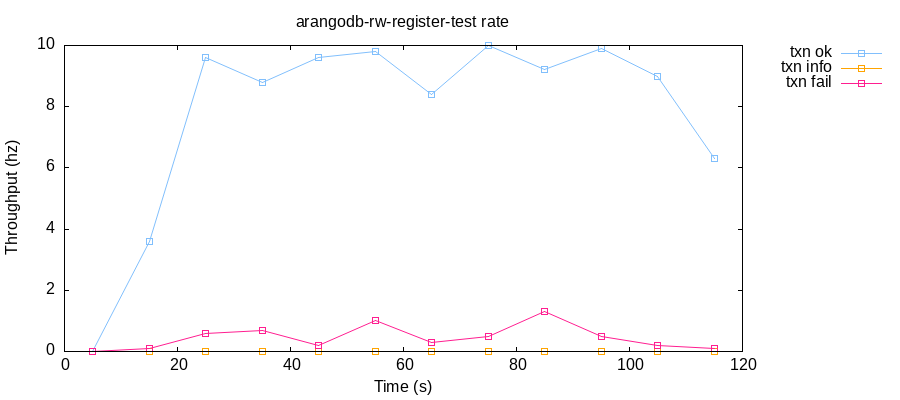 arangodb-rw-register-test rate
txn ok
txn info
txn fail
Throughput (hz)
10
8
6
4
2
0
0 20 40 60 80 100 120
Time (s)